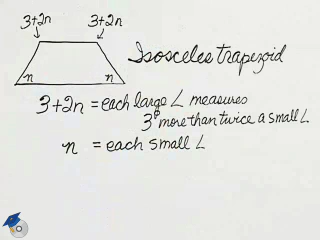 3+2n 3+2n
n n
Isosceles trapezoid
3+2n = each large ∠ measures
3° more than twice a small ∠
n = each small ∠